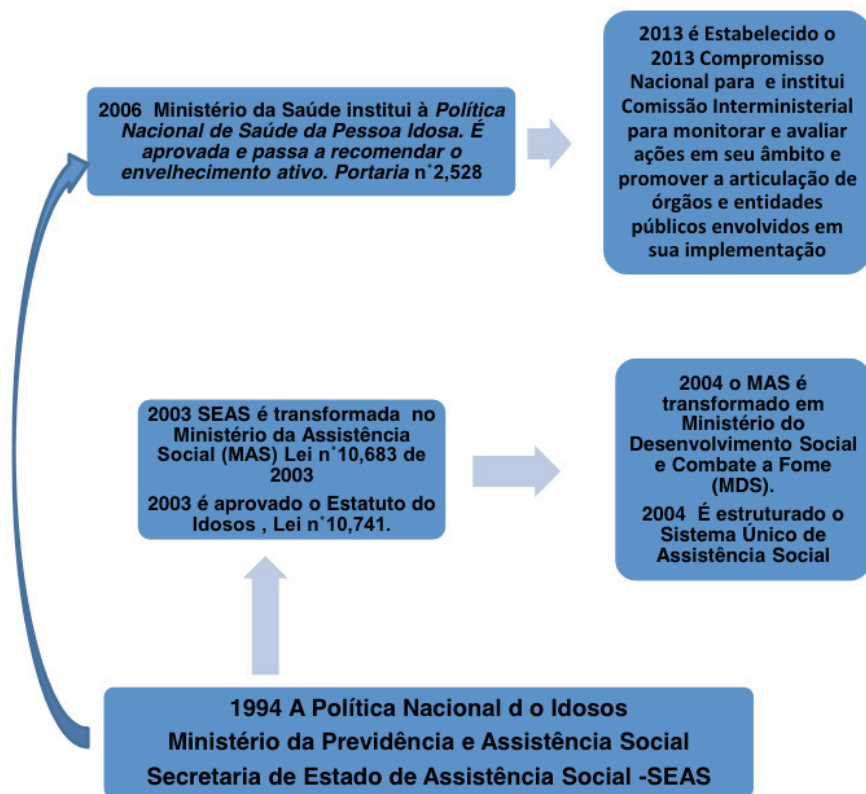 2013 é Estabelecido o
2013 Compromisso
Nacional para e institui
Comissão Interministerial
para monitorar e avaliar
ações em seu âmbito e
promover a articulação de
órgãos e entidades
públicos envolvidos em
sua implementação
2006 Ministério da Saúde institui à Política
Nacional de Saúde da Pessoa Idosa. É
aprovada e passa a recomendar o
envelhecimento ativo. Portaria n°2,528
2003 SEAS é transformada no
Ministério da Assistência
Social (MAS) Lei n°10,683 de
2003
2003 é aprovado o Estatuto do
Idosos , Lei n°10,741.
2004 o MAS é
transformado em
Ministério do
Desenvolvimento Social
e Combate a Fome
(MDS).
2004 É estruturado o
Sistema Único de
Assistência Social
1994 A Política Nacional d o Idosos
Ministério da Previdência e Assistência Social
Secretaria de Estado de Assistência Social -SEAS